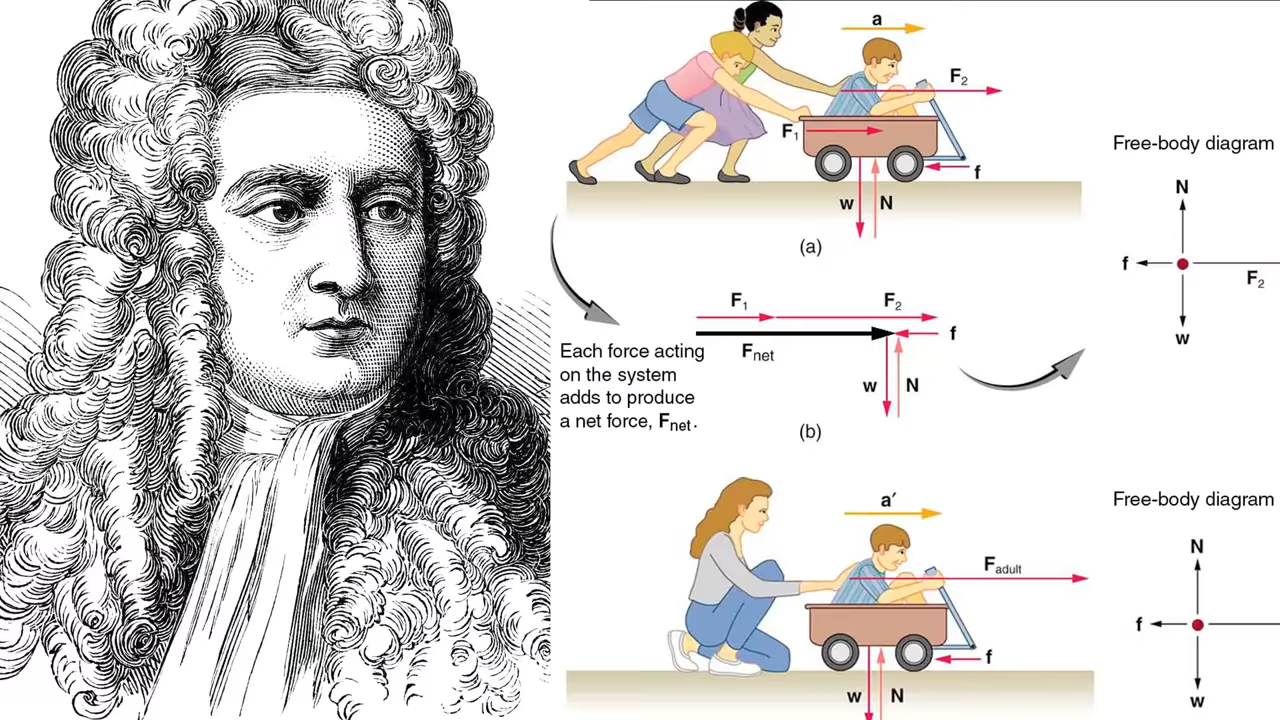 a
F2
F1
f
w N
(a)
Free-body diagram
N
f
F2
w
F1 F2
f
Fnet
w N
(b)
Each force acting
on the system
adds to produce
a net force, Fnet.
a′
Fadult
f
w N
Free-body diagram
N
f
w